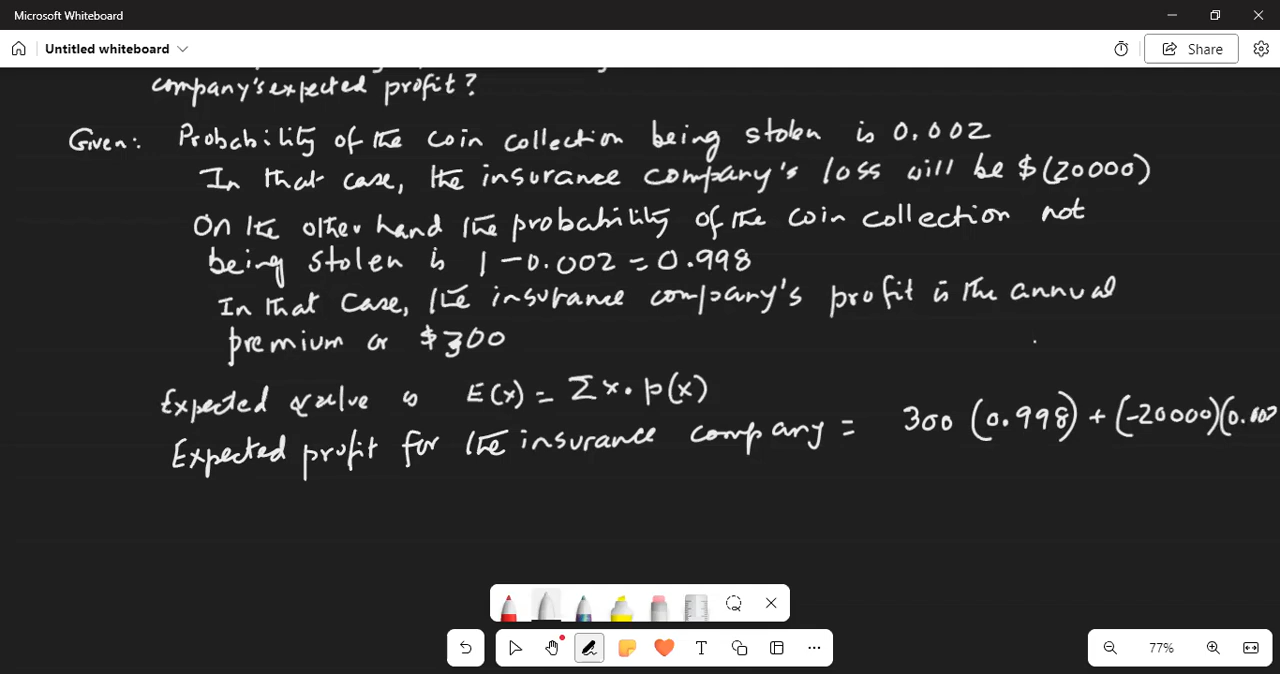 Microsoft Whiteboard
Untitled whiteboard
Share
company's expected profit?
Given: Probability of the coin collection being stolen is 0.002
In that case, the insurance company's loss will be $(20000)
On the other hand the probability of the coin collection not
being stolen is 1 - 0.002 = 0.998
In that case, the insurance company's profit is the annual
premium or $300
Expected value is E(x) = Σx. p(x)
Expected profit for the insurance company = 300 (0.998) + (-20000)(0.002
77%